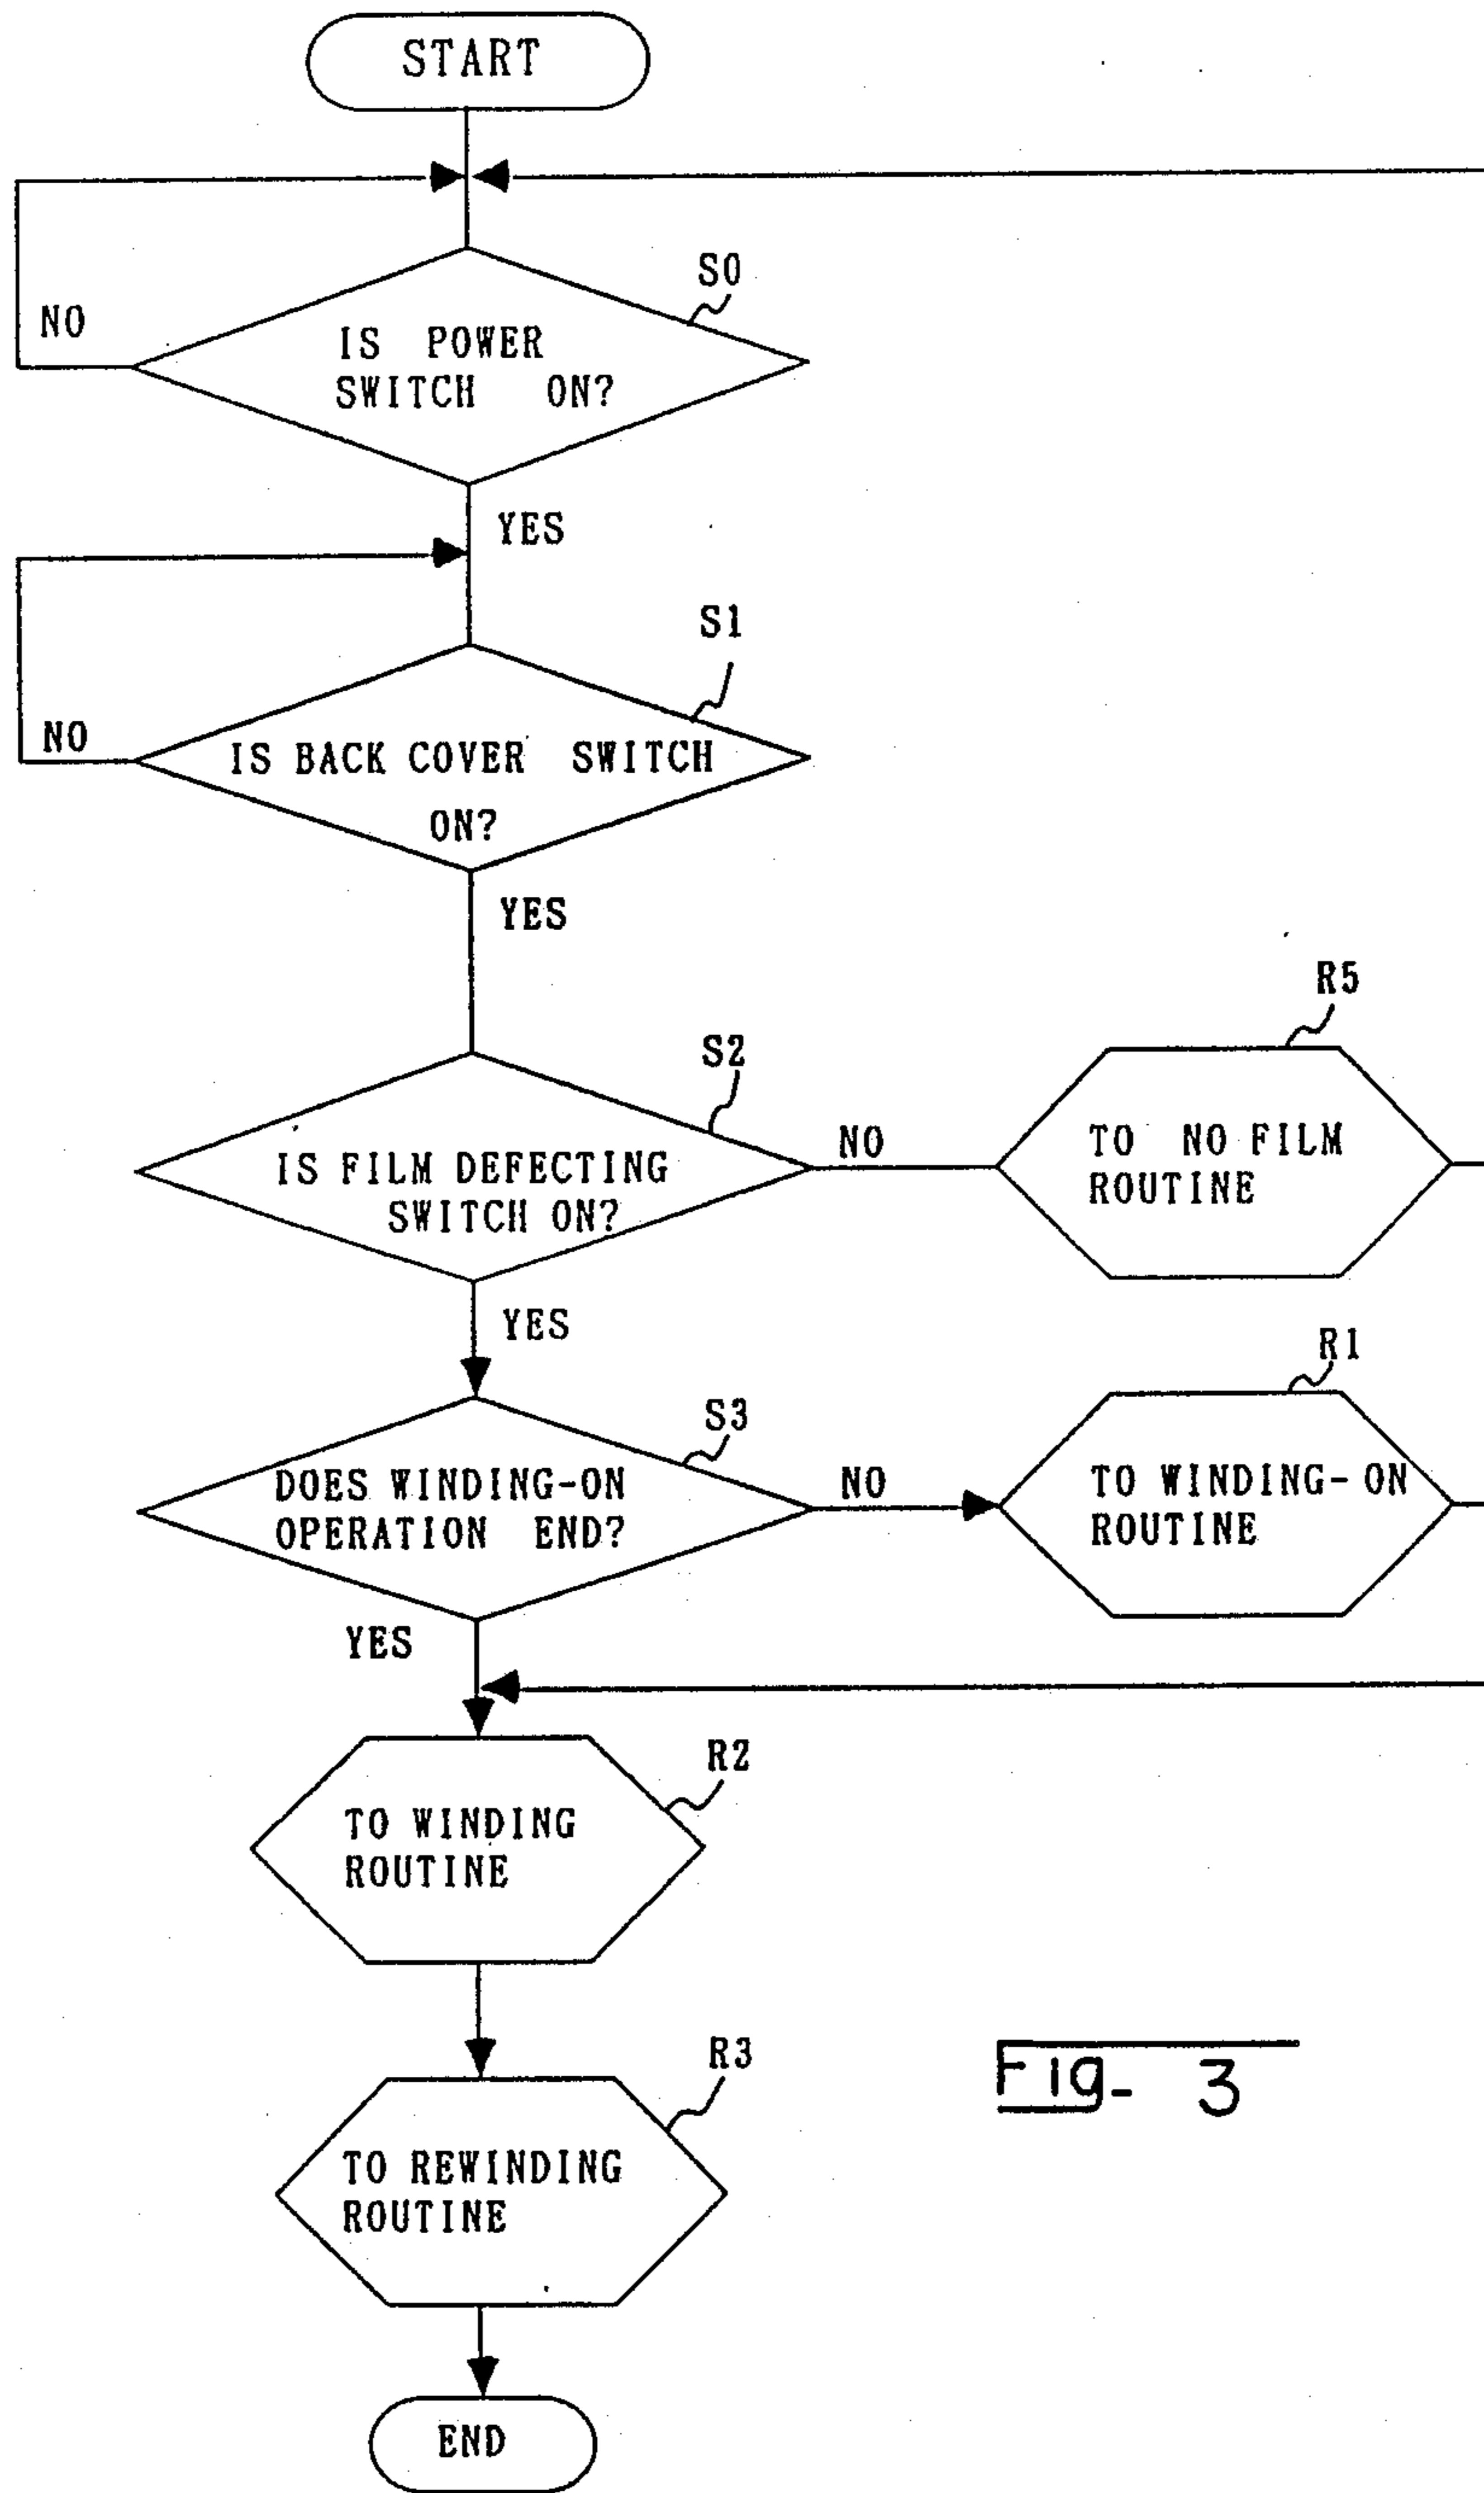 START
S0
NO
IS POWER
SWITCH ON?
YES
S1
NO
IS BACK COVER SWITCH
ON?
YES
R5
S2
NO
TO NO FILM
ROUTINE
IS FILM DEFECTING
SWITCH ON?
YES
R1
S3
NO
DOES WINDING-ON
OPERATION END?
TO WINDING-ON
ROUTINE
YES
R2
TO WINDING
ROUTINE
R3
Fig- 3
TO REWINDING
ROUTINE
END